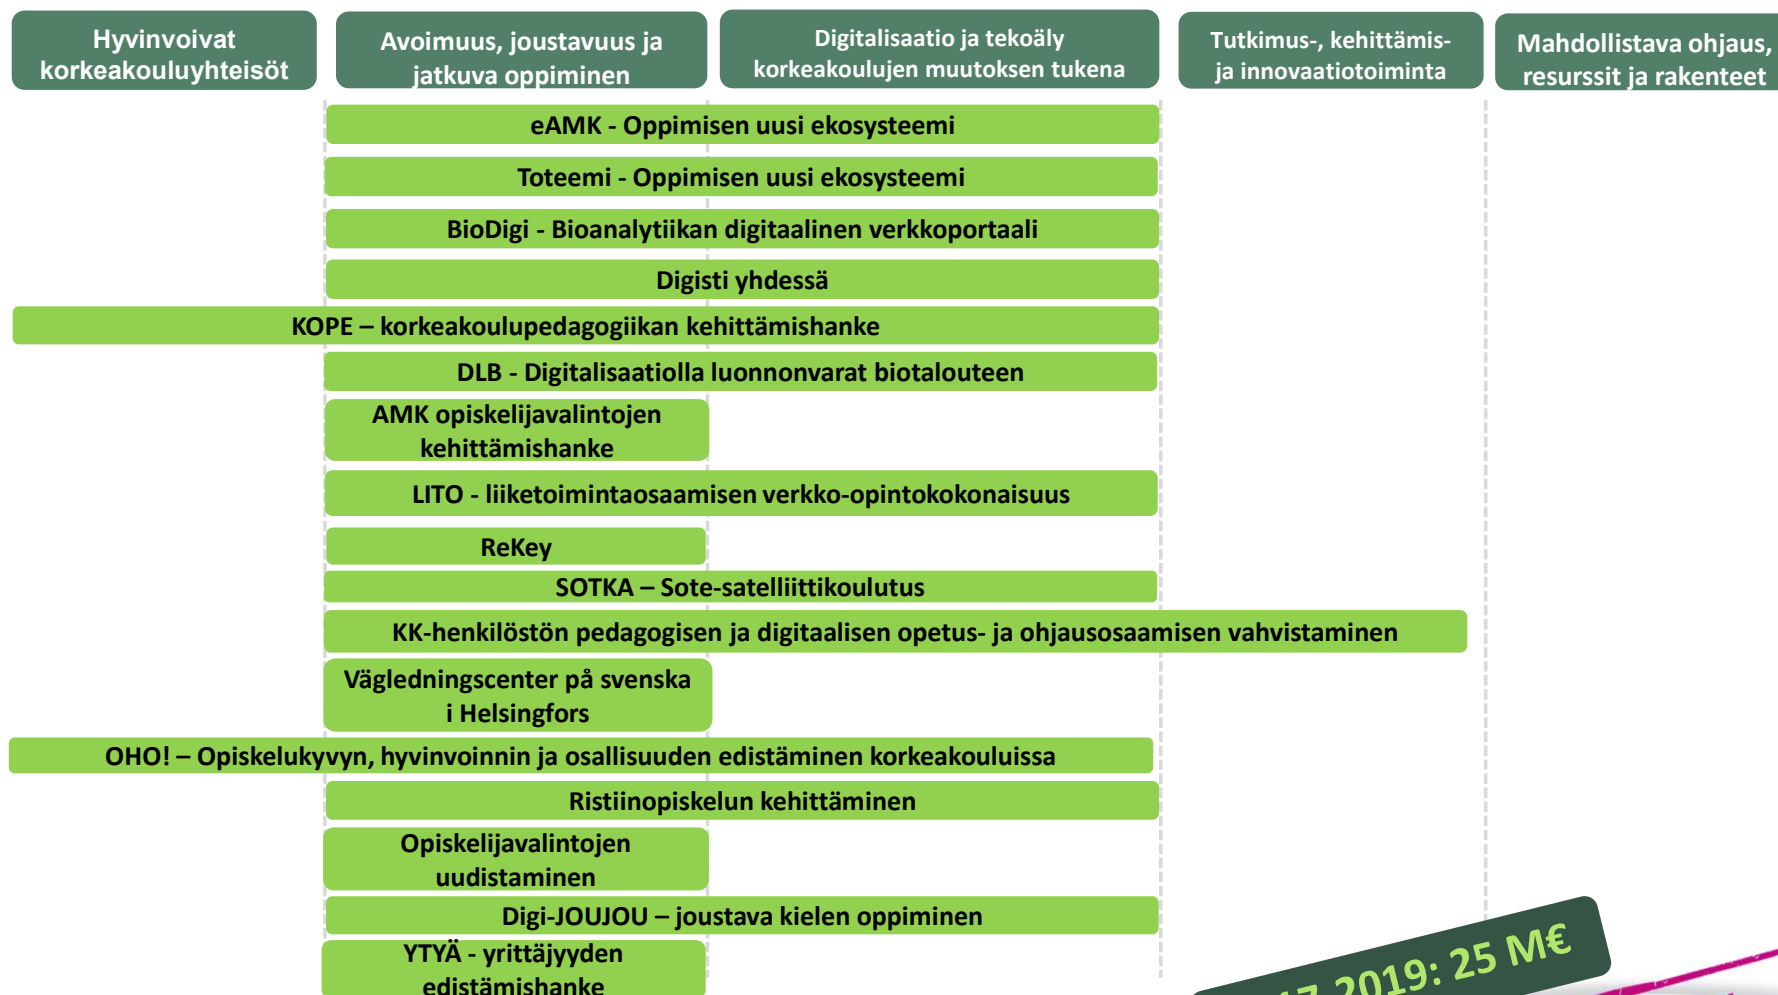 Hyvinvoivat
korkeakouluyhteisöt
Avoimuus, joustavuus ja
jatkuva oppiminen
Digitalisaatio ja tekoäly
korkeakoulujen muutoksen tukena
Tutkimus-, kehittämis-
ja innovaatiotoiminta
Mahdollistava ohjaus,
resurssit ja rakenteet
eAMK - Oppimisen uusi ekosysteemi
Toteemi - Oppimisen uusi ekosysteemi
BioDigi - Bioanalytiikan digitaalinen verkkoportaali
Digisti yhdessä
KOPE – korkeakoulupedagogiikan kehittämishanke
DLB - Digitalisaatiolla luonnonvarat biotalouteen
AMK opiskelijavalintojen
kehittämishanke
LITO - liiketoimintaosaamisen verkko-opintokokonaisuus
ReKey
SOTKA – Sote-satelliittikoulutus
KK-henkilöstön pedagogisen ja digitaalisen opetus- ja ohjausosaamisen vahvistaminen
Vägledningscenter på svenska
i Helsingfors
OHO! – Opiskelukyvyn, hyvinvoinnin ja osallisuuden edistäminen korkeakouluissa
Ristiinopiskelun kehittäminen
Opiskelijavalintojen
uudistaminen
Digi-JOUJOU – joustava kielen oppiminen
YTYÄ - yrittäjyyden
edistämishanke
2019: 25 M€